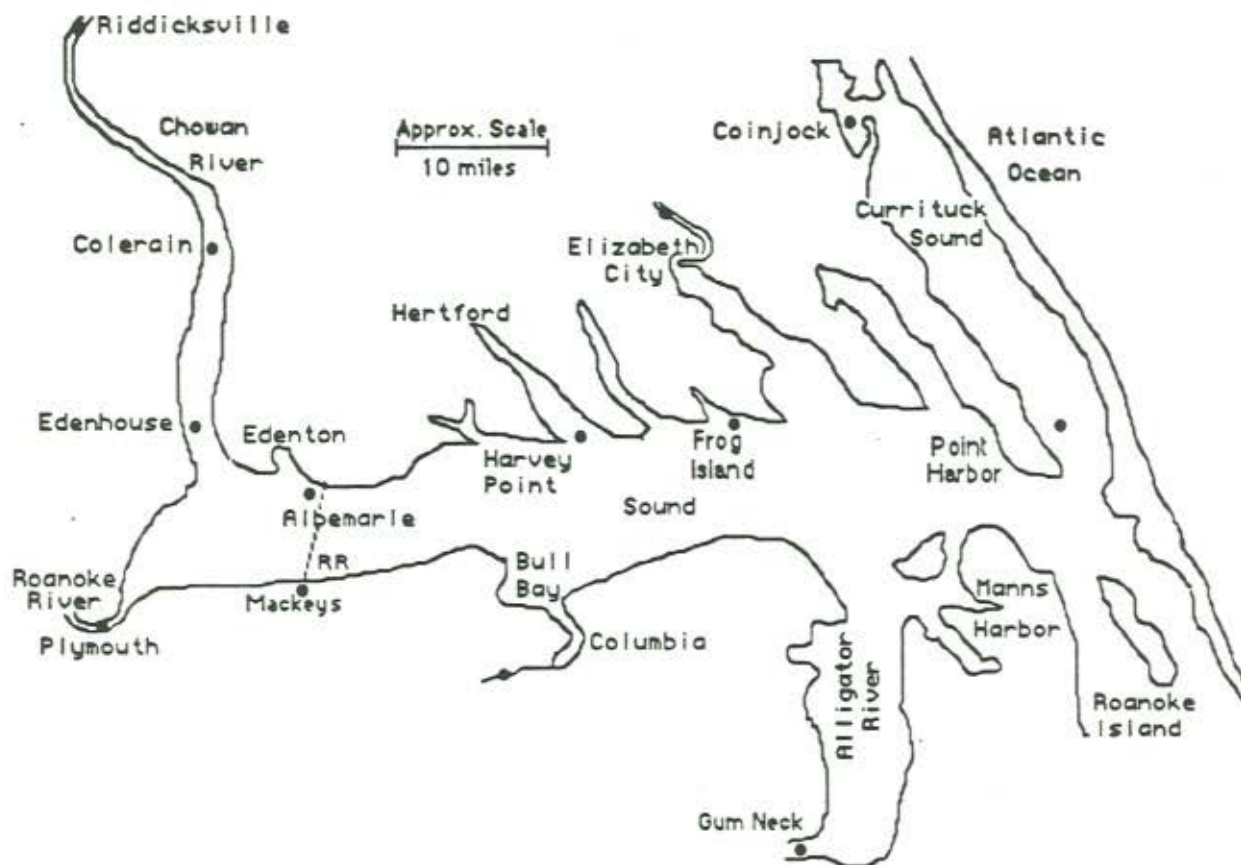 Riddicksville
Chowan
River
Approx. Scale
10 miles
Coinjock
Atlantic
Ocean
Currituck
Sound
Colerain
Elizabeth
City
Hertford
Edenhouse
Edenton
Harvey
Point
Frog
Island
Point
Harbor
Albemarle
Sound
RR
Bull
Bay
Roanoke
River
Mackeys
Manns
Harbor
Plymouth
Columbia
Alligator
River
Roanoke
Island
Gum Neck